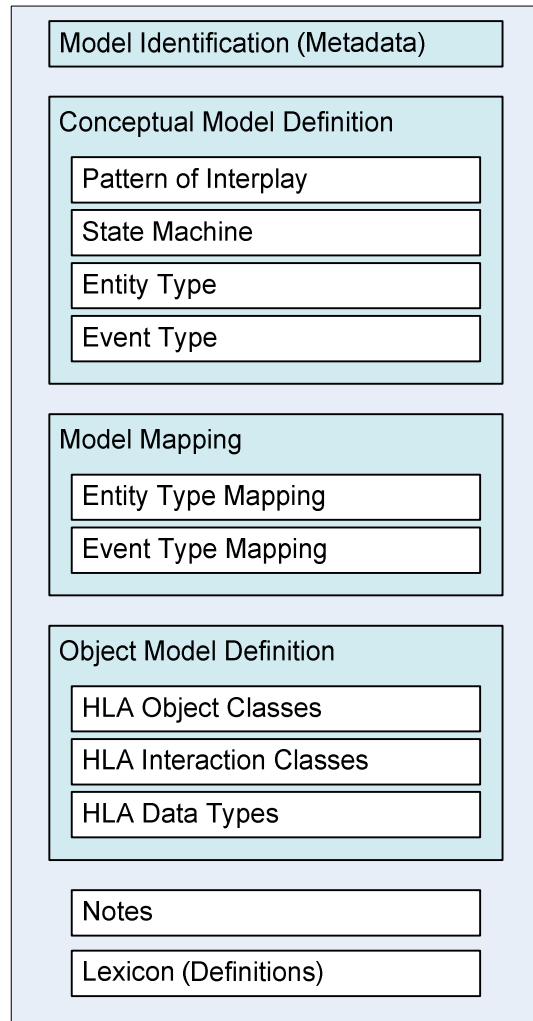 Model Identification (Metadata)
Conceptual Model Definition
Pattern of Interplay
State Machine
Entity Type
Event Type
Model Mapping
Entity Type Mapping
Event Type Mapping
Object Model Definition
HLA Object Classes
HLA Interaction Classes
HLA Data Types
Notes
Lexicon (Definitions)